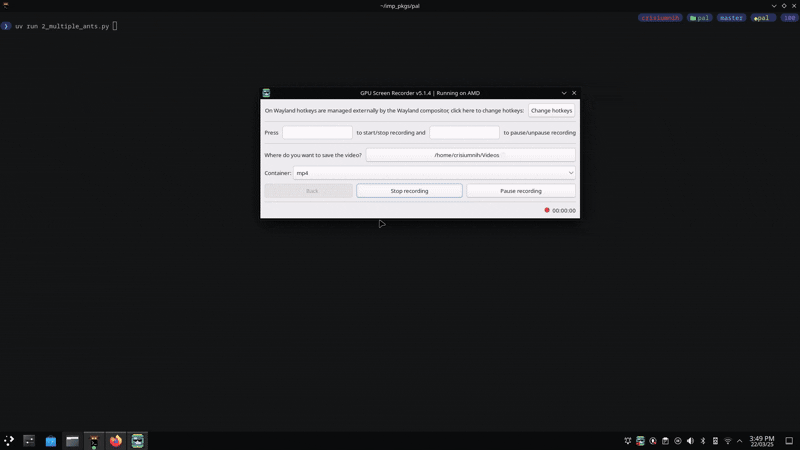 ~/imp_pkgs/pal
crisiumnih pal master pal 100
uv run 2_multiple_ants.py
GPU Screen Recorder v5.1.4 | Running on AMD
On Wayland hotkeys are managed externally by the Wayland compositor, click here to change hotkeys: Change hotkeys
Press to start/stop recording and to pause/unpause recording
Where do you want to save the video? /home/crisiumnih/Videos
Container: mp4
Back Stop recording Pause recording
00:00:00
3:49 PM
22/03/25